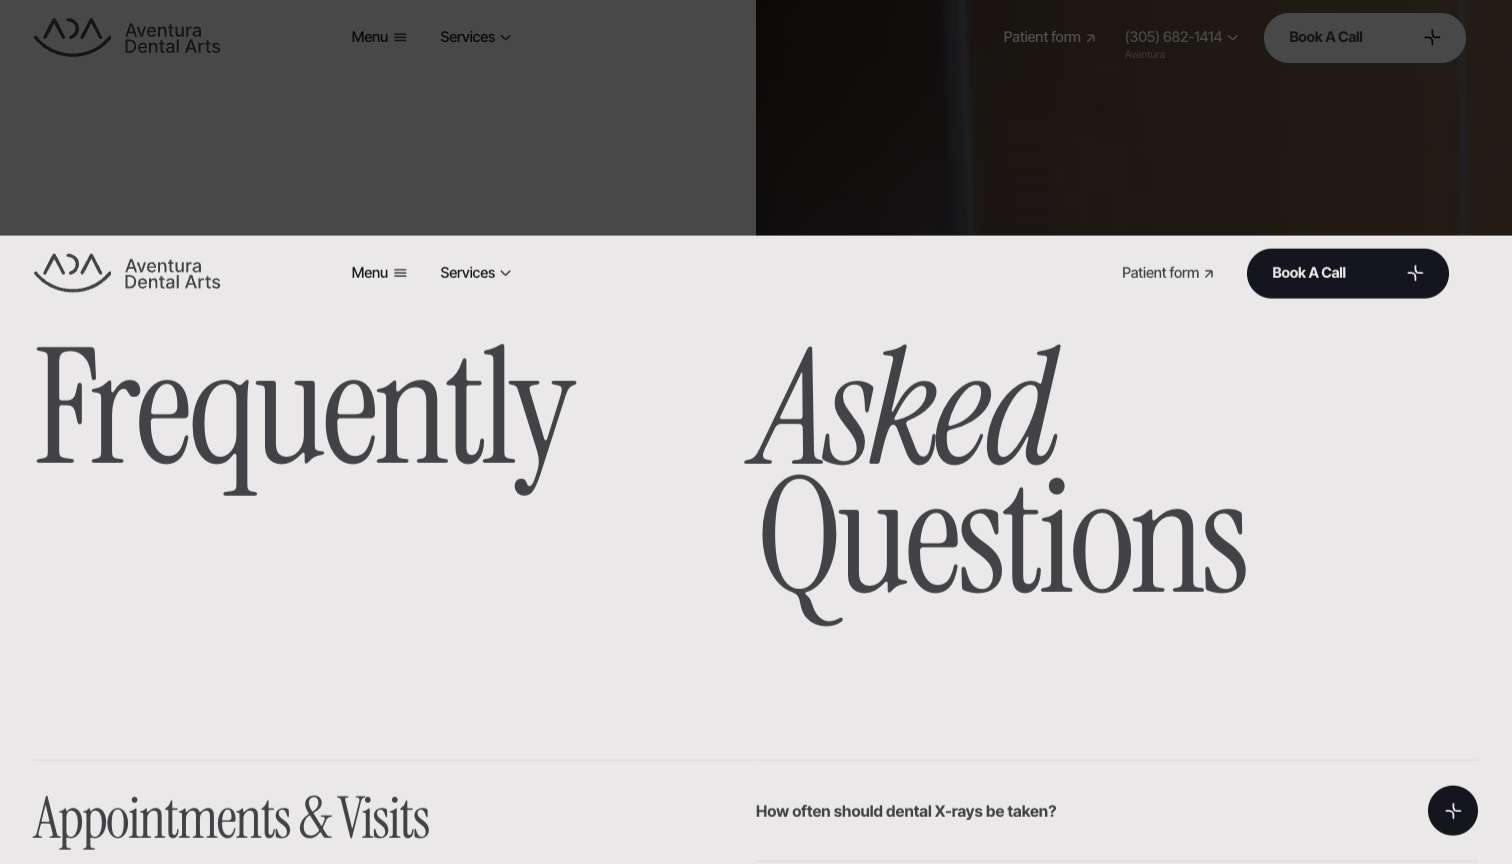 Aventura
Dental Arts
Menu
Services
Patient form
(305) 682-1414
Aventura
Book A Call
Aventura
Dental Arts
Menu
Services
Patient form
Book A Call
Frequently
Asked
Questions
Appointments & Visits
How often should dental X-rays be taken?